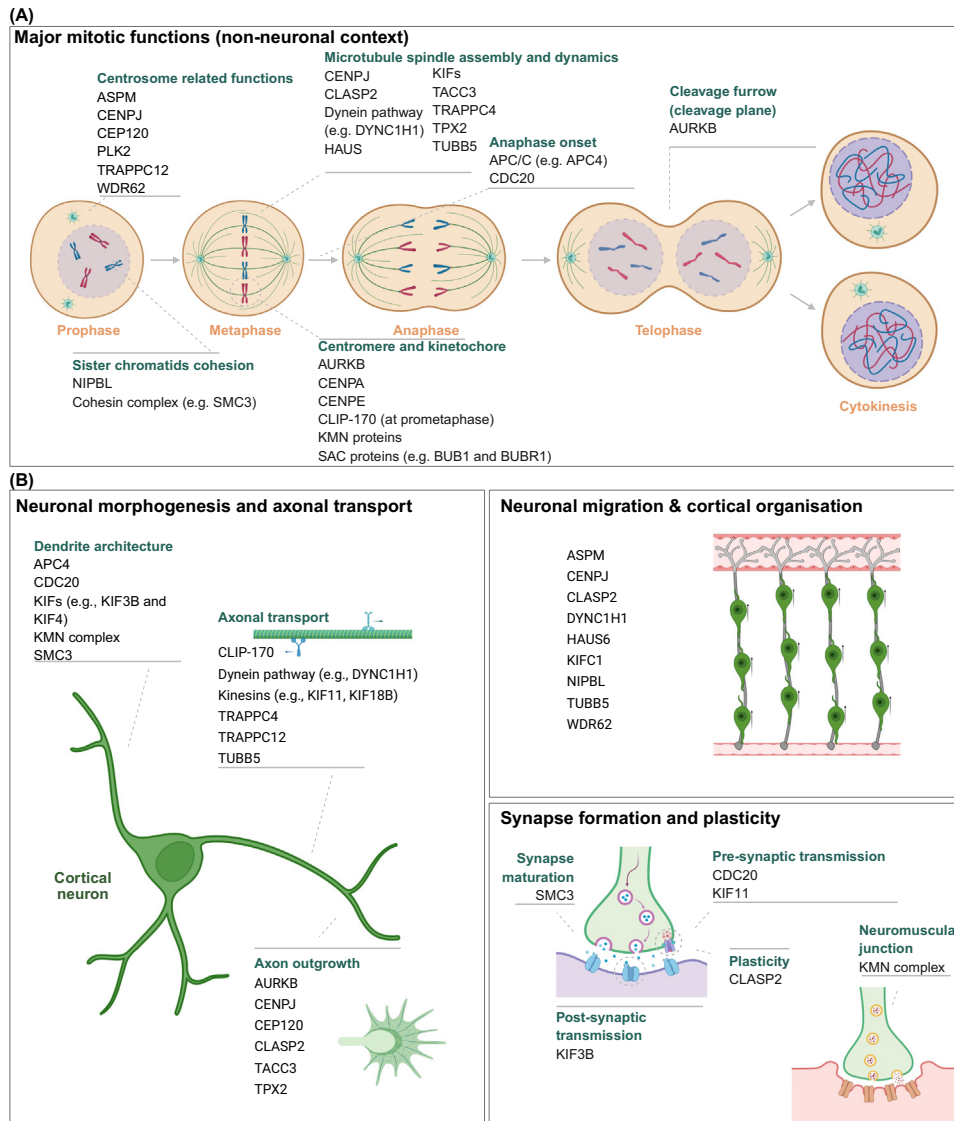 (A)
Major mitotic functions (non-neuronal context)
Centrosome related functions
ASPM
CENPJ
CEP120
PLK2
TRAPPC12
WDR62
Microtubule spindle assembly and dynamics
CENPJ
CLASP2
Dynein pathway
(e.g. DYNC1H1)
HAUS
KIFs
TACC3
TRAPPC4
TPX2
TUBB5
Anaphase onset
APC/C (e.g. APC4)
CDC20
Cleavage furrow
(cleavage plane)
AURKB
Prophase
Metaphase
Anaphase
Telophase
Cytokinesis
Sister chromatids cohesion
NIPBL
Cohesin complex (e.g. SMC3)
Centromere and kinetochore
AURKB
CENPA
CENPE
CLIP-170 (at prometaphase)
KMN proteins
SAC proteins (e.g. BUB1 and BUBR1)
(B)
Neuronal morphogenesis and axonal transport
Dendrite architecture
APC4
CDC20
KIFs (e.g., KIF3B and
KIF4)
KMN complex
SMC3
Axonal transport
CLIP-170
Dynein pathway (e.g., DYNC1H1)
Kinesins (e.g., KIF11, KIF18B)
TRAPPC4
TRAPPC12
TUBB5
Cortical
neuron
Axon outgrowth
AURKB
CENPJ
CEP120
CLASP2
TACC3
TPX2
Neuronal migration & cortical organisation
ASPM
CENPJ
CLASP2
DYNC1H1
HAUS6
KIFC1
NIPBL
TUBB5
WDR62
Synapse formation and plasticity
Synapse
maturation
SMC3
Pre-synaptic transmission
CDC20
KIF11
Plasticity
CLASP2
Post-synaptic
transmission
KIF3B
Neuromuscular
junction
KMN complex